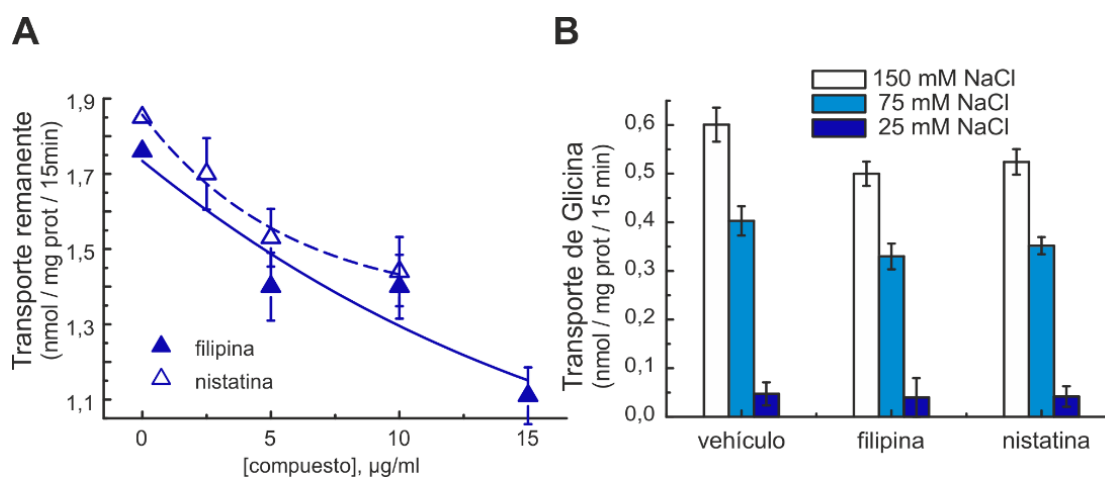 A
Transporte remanente
(nmol / mg prot / 15min)
1,9
1,7
1,5
1,3
1,1
filipina
nistatina
0
5
10
15
[compuesto], µg/ml
B
150 mM NaCl
75 mM NaCl
25 mM NaCl
Transporte de Glicina
(nmol / mg prot / 15 min)
0,6
0,5
0,4
0,3
0,2
0,1
0,0
vehículo
filipina
nistatina